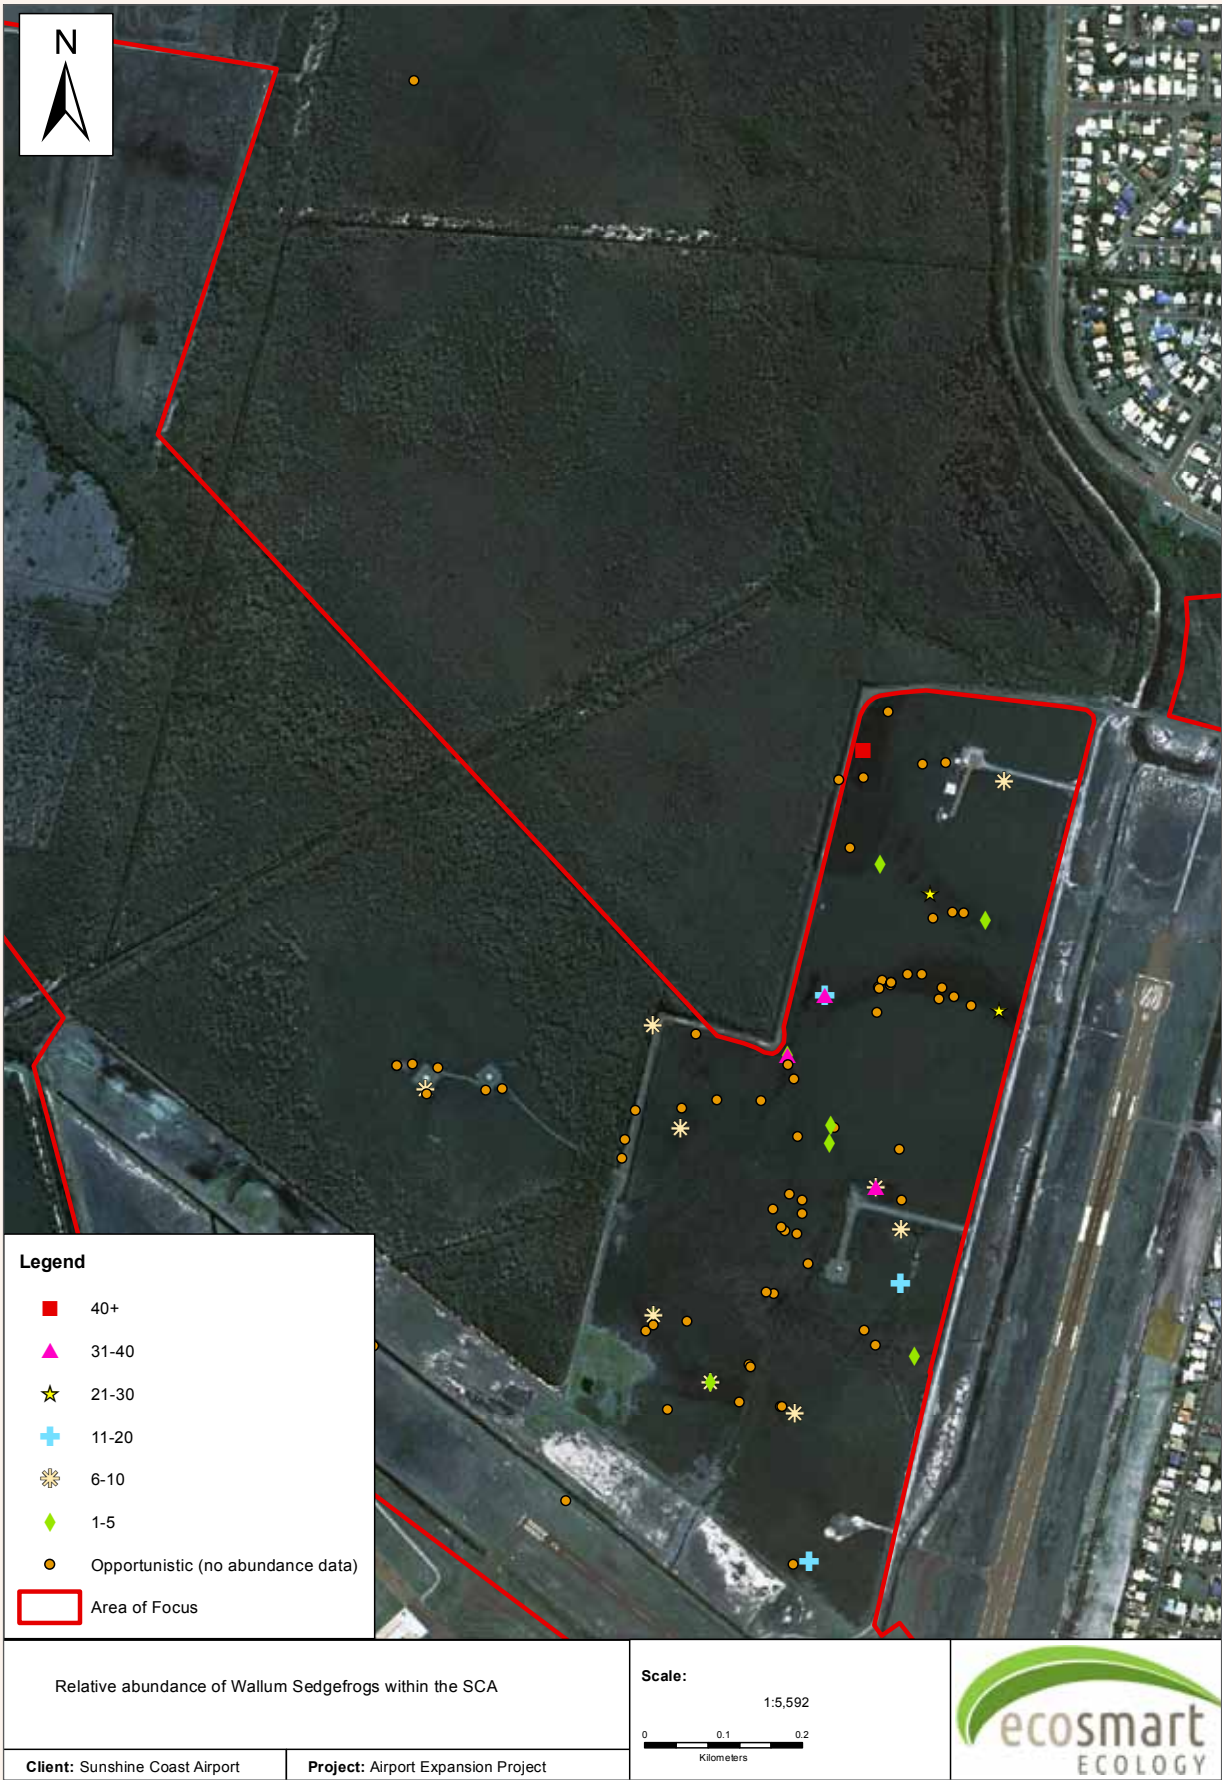 N
Legend
40+
31-40
21-30
11-20
6-10
1-5
Opportunistic (no abundance data)
Area of Focus
Relative abundance of Wallum Sedgefrogs within the SCA
Client: Sunshine Coast Airport
Project: Airport Expansion Project
Scale:
1:5,592
0 0.1 0.2
Kilometers
ecosmart
ECOLOGY